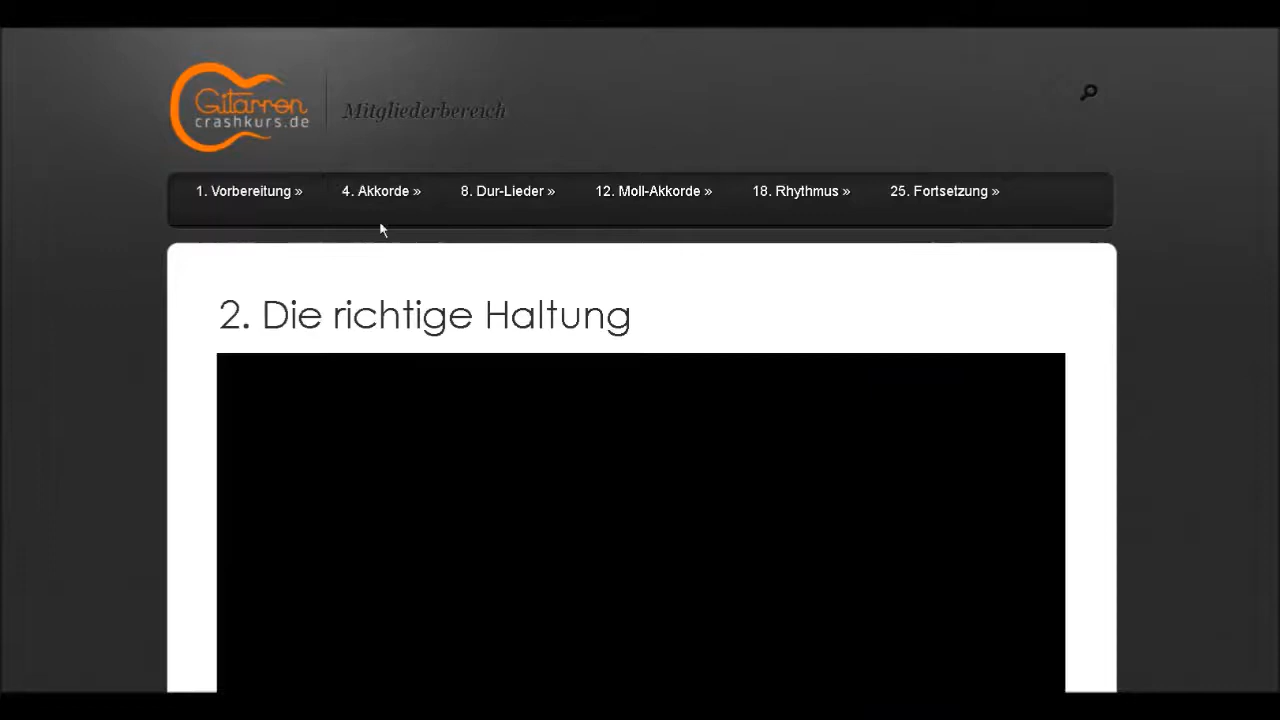 Gitarren
crashkurs.de
Mitgliederbereich
1. Vorbereitung »
4. Akkorde »
8. Dur-Lieder »
12. Moll-Akkorde »
18. Rhythmus »
25. Fortsetzung »
2. Die richtige Haltung